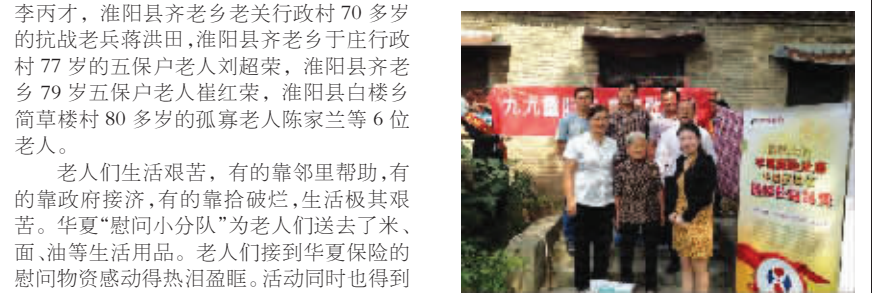 李丙才，淮阳县齐老乡老关行政村 70 多岁
的抗战老兵蒋洪田，淮阳县齐老乡于庄行政
村 77 岁的五保户老人刘超荣，淮阳县齐老
乡 79 岁五保户老人崔红荣，淮阳县白楼乡
简草楼村 80 多岁的孤寡老人陈家兰等 6 位
老人。
老人们生活艰苦，有的靠邻里帮助，有
的靠政府接济，有的靠拾破烂，生活极其艰
苦。华夏“慰问小分队”为老人们送去了米、
面、油等生活用品。老人们接到华夏保险的
慰问物资感动得热泪盈眶。活动同时也得到
九九重阳